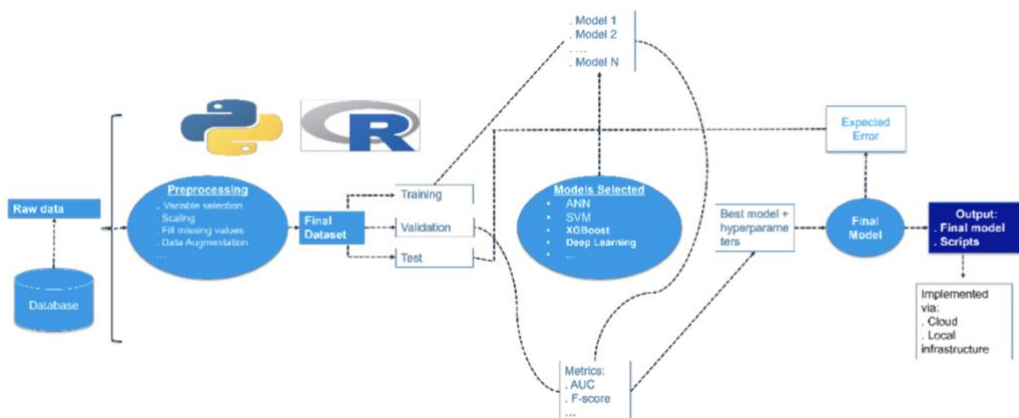 . Model 1
. Model 2
. ...
. Model N
R
Expected
Error
Preprocessing
. Variable selection
. Scaling
. Fill missing values
. Data Augmentation
...
Models Selected
• ANN
• SVM
• XGBoost
• Deep Learning
• ...
Raw data
Database
Final
Dataset
Training
Validation
Test
Best model +
hyperparame
ters
Final
Model
Output:
. Final model
. Scripts
Implemented
via:
. Cloud
. Local
infrastructure
Metrics:
. AUC
. F-score
...